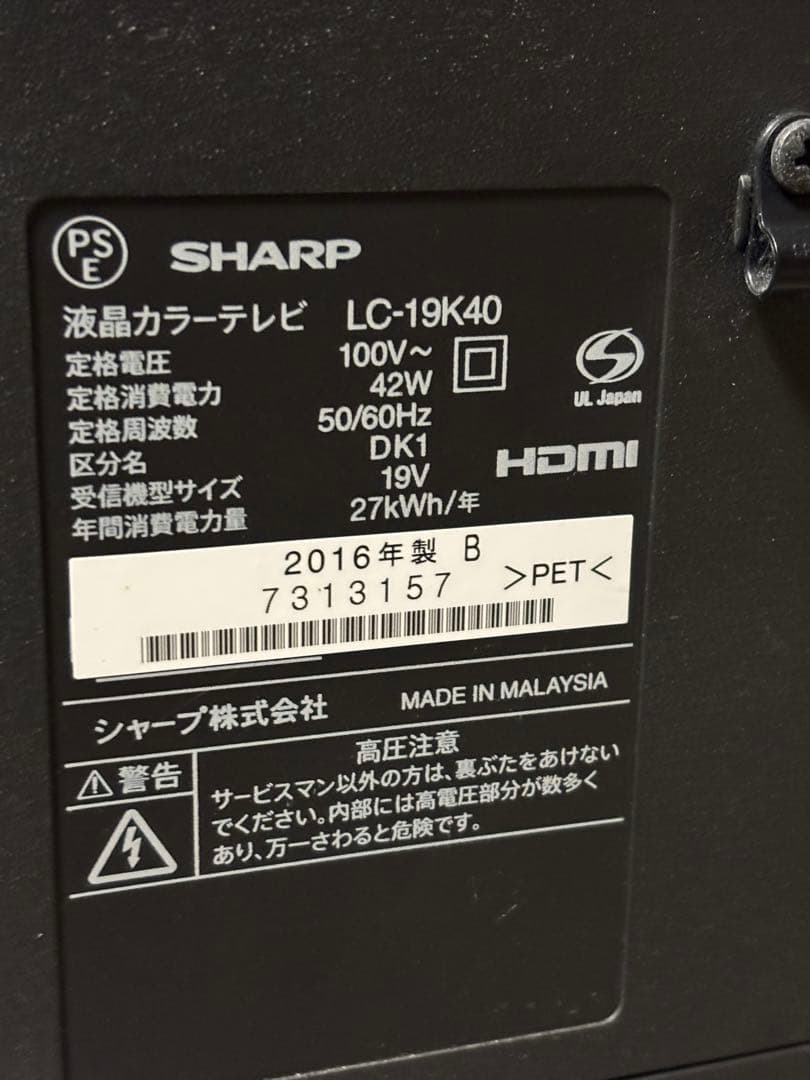 PSE
SHARP
液晶カラーテレビ LC-19K40
定格電圧 100V~
定格消費電力 42W
定格周波数 50/60Hz
区分名 DK1
受信機型サイズ 19V
年間消費電力量 27kWh/年
UL Japan
HDMI
2016年製 B
7313157 >PET<
シャープ株式会社 MADE IN MALAYSIA
警告
高圧注意
サービスマン以外の方は、裏ぶたをあけない
でください。内部には高電圧部分が数多く
あり、万一さわると危険です。